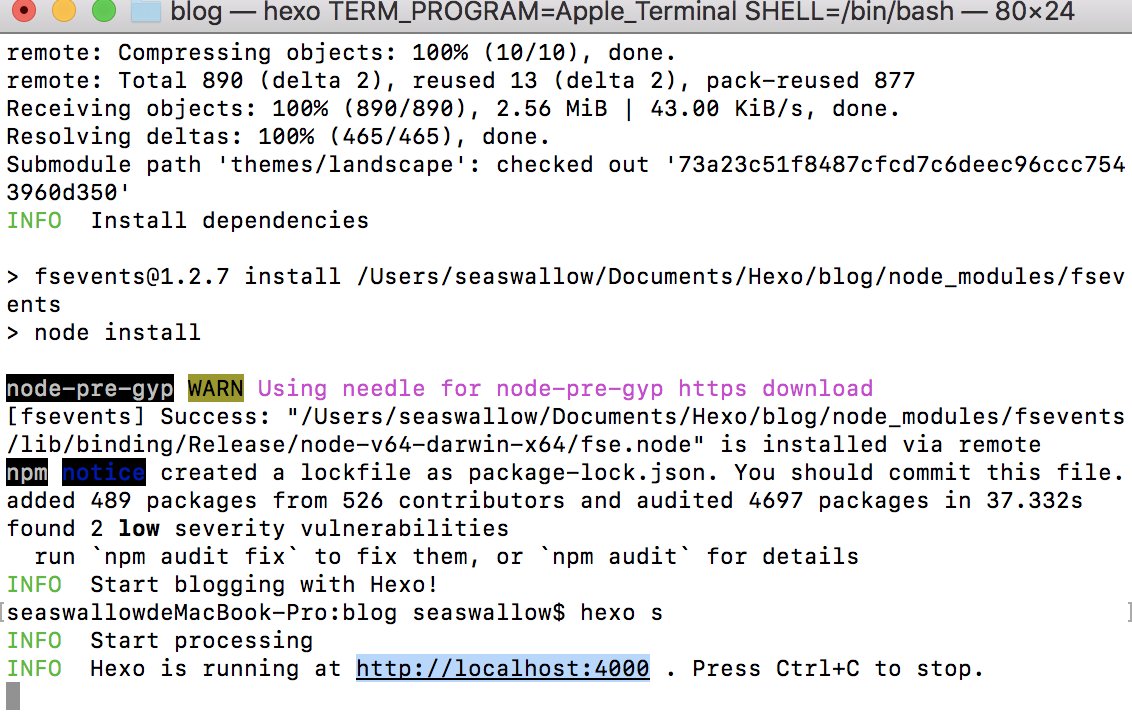 blog — hexo TERM_PROGRAM=Apple_Terminal SHELL=/bin/bash — 80×24
remote: Compressing objects: 100% (10/10), done.
remote: Total 890 (delta 2), reused 13 (delta 2), pack-reused 877
Receiving objects: 100% (890/890), 2.56 MiB | 43.00 KiB/s, done.
Resolving deltas: 100% (465/465), done.
Submodule path 'themes/landscape': checked out '73a23c51f8487cfcd7c6deec96ccc754
3960d350'
INFO  Install dependencies
> fsevents@1.2.7 install /Users/seaswallow/Documents/Hexo/blog/node_modules/fsev
ents
> node install
node-pre-gyp WARN Using needle for node-pre-gyp https download
[fsevents] Success: "/Users/seaswallow/Documents/Hexo/blog/node_modules/fsevents
/lib/binding/Release/node-v64-darwin-x64/fse.node" is installed via remote
npm notice created a lockfile as package-lock.json. You should commit this file.
added 489 packages from 526 contributors and audited 4697 packages in 37.332s
found 2 low severity vulnerabilities
  run `npm audit fix` to fix them, or `npm audit` for details
INFO  Start blogging with Hexo!
[seaswallowdeMacBook-Pro:blog seaswallow$ hexo s ]
INFO  Start processing
INFO  Hexo is running at http://localhost:4000 . Press Ctrl+C to stop.